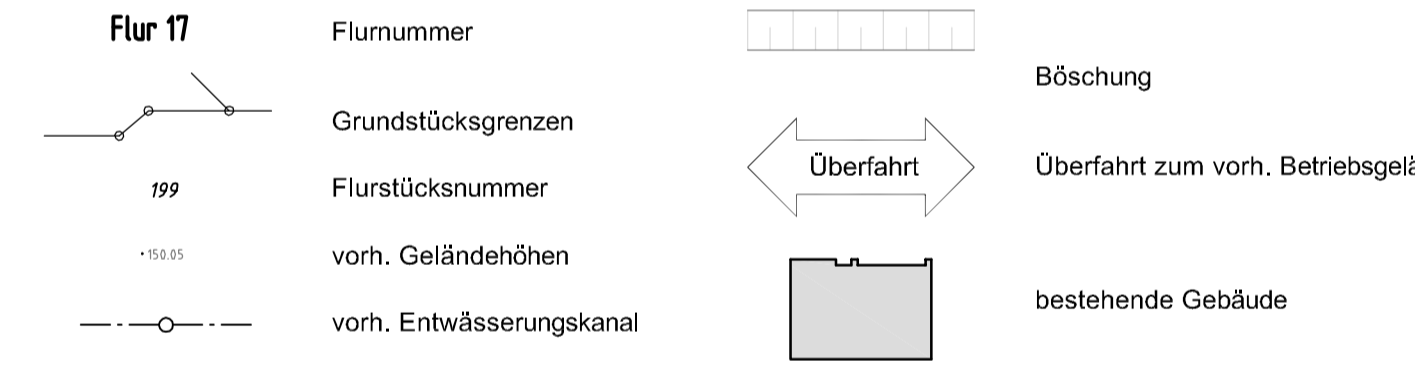 Flur 17 Flurnummer
Grundstücksgrenzen
199 Flurstücksnummer
·150.05 vorh. Geländehöhen
vorh. Entwässerungskanal
Böschung
Überfahrt Überfahrt zum vorh.
bestehende Gebäude